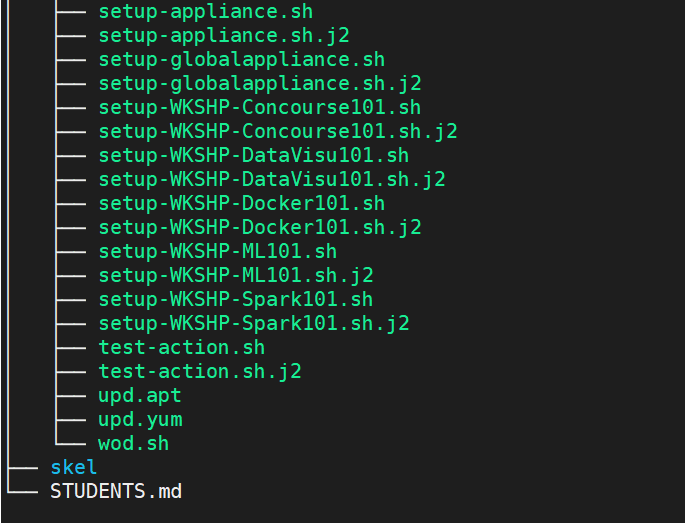 │   ├── setup-appliance.sh
│   ├── setup-appliance.sh.j2
│   ├── setup-globalappliance.sh
│   ├── setup-globalappliance.sh.j2
│   ├── setup-WKSHP-Concourse101.sh
│   ├── setup-WKSHP-Concourse101.sh.j2
│   ├── setup-WKSHP-DataVisu101.sh
│   ├── setup-WKSHP-DataVisu101.sh.j2
│   ├── setup-WKSHP-Docker101.sh
│   ├── setup-WKSHP-Docker101.sh.j2
│   ├── setup-WKSHP-ML101.sh
│   ├── setup-WKSHP-ML101.sh.j2
│   ├── setup-WKSHP-Spark101.sh
│   ├── setup-WKSHP-Spark101.sh.j2
│   ├── test-action.sh
│   ├── test-action.sh.j2
│   ├── upd.apt
│   ├── upd.yum
│   └── wod.sh
├── skel
└── STUDENTS.md